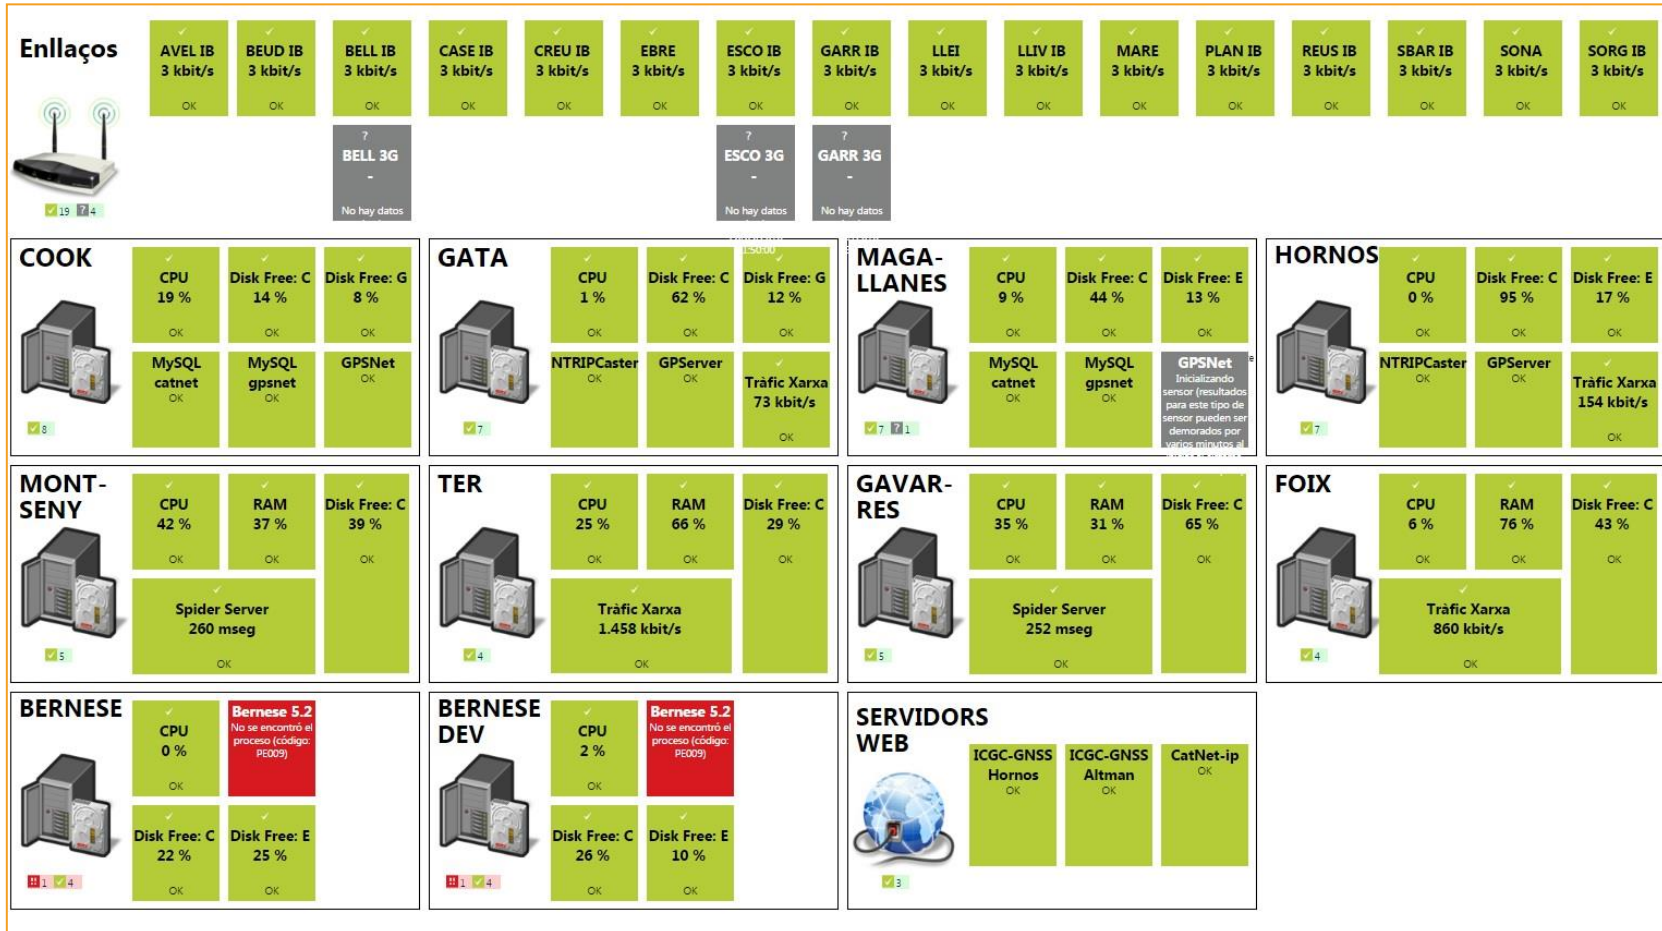 Enllaços
AVEL IB
3 kbit/s
OK
BEUD IB
3 kbit/s
OK
BELL IB
3 kbit/s
OK
CASE IB
3 kbit/s
OK
CREU IB
3 kbit/s
OK
EBRE
3 kbit/s
OK
ESCO IB
3 kbit/s
OK
GARR IB
3 kbit/s
OK
LLEI
3 kbit/s
OK
LLIV IB
3 kbit/s
OK
MARE
3 kbit/s
OK
PLAN IB
3 kbit/s
OK
REUS IB
3 kbit/s
OK
SBAR IB
3 kbit/s
OK
SONA
3 kbit/s
OK
SORG IB
3 kbit/s
OK
?
BELL 3G
-
No hay datos
?
ESCO 3G
-
No hay datos
?
GARR 3G
-
No hay datos
19 ? 4
COOK
CPU
19 %
OK
Disk Free: C
14 %
OK
Disk Free: G
8 %
OK
MySQL
catnet
OK
MySQL
gpsnet
OK
GPSNet
OK
8
GATA
CPU
1 %
OK
Disk Free: C
62 %
OK
Disk Free: G
12 %
OK
NTRIPCaster
OK
GPServer
OK
Tràfic Xarxa
73 kbit/s
OK
7
MAGA-
LLANES
CPU
9 %
OK
Disk Free: C
44 %
OK
Disk Free: E
13 %
OK
MySQL
catnet
OK
MySQL
gpsnet
OK
GPSNet
Inicializando
sensor (resultados
para este tipo de
sensor pueden ser
demorados por
varios minutos al
7 ? 1
HORNOS
CPU
0 %
OK
Disk Free: C
95 %
OK
Disk Free: E
17 %
OK
NTRIPCaster
OK
GPServer
OK
Tràfic Xarxa
154 kbit/s
OK
7
MONT-
SENY
CPU
42 %
OK
RAM
37 %
OK
Disk Free: C
39 %
OK
Spider Server
260 mseg
OK
5
TER
CPU
25 %
OK
RAM
66 %
OK
Disk Free: C
29 %
OK
Tràfic Xarxa
1.458 kbit/s
OK
4
GAVAR-
RES
CPU
35 %
OK
RAM
31 %
OK
Disk Free: C
65 %
OK
Spider Server
252 mseg
OK
5
FOIX
CPU
6 %
OK
RAM
76 %
OK
Disk Free: C
43 %
OK
Tràfic Xarxa
860 kbit/s
OK
4
BERNESE
CPU
0 %
OK
Bernese 5.2
No se encontró el
proceso (código:
PE009)
Disk Free: C
22 %
OK
Disk Free: E
25 %
OK
!! 1 4
BERNESE
DEV
CPU
2 %
OK
Bernese 5.2
No se encontró el
proceso (código:
PE009)
Disk Free: C
26 %
OK
Disk Free: E
10 %
OK
!! 1 4
SERVIDORS
WEB
ICGC-GNSS
Hornos
OK
ICGC-GNSS
Altman
OK
CatNet-ip
OK
3